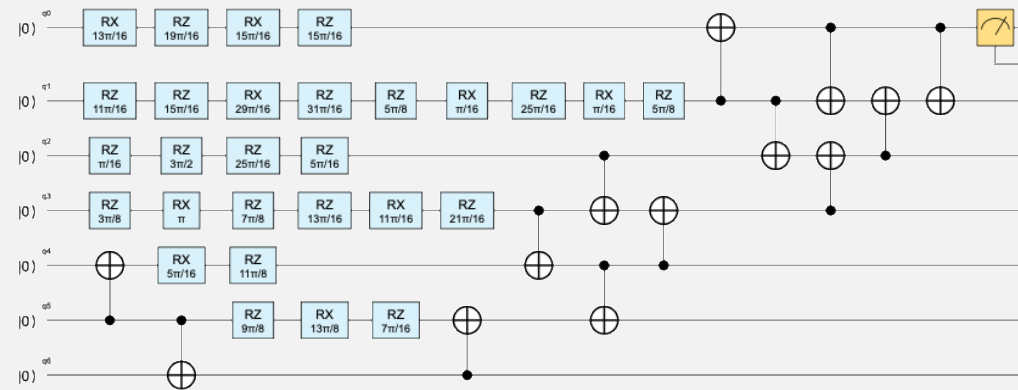 q0
|0⟩ RX 13π/16 RZ 19π/16 RX 15π/16 RZ 15π/16
q1
|0⟩ RZ 11π/16 RZ 15π/16 RX 29π/16 RZ 31π/16 RZ 5π/8 RX π/16 RZ 25π/16 RX π/16 RZ 5π/8
q2
|0⟩ RZ π/16 RZ 3π/2 RZ 25π/16 RZ 5π/16
q3
|0⟩ RZ 3π/8 RX π RZ 7π/8 RZ 13π/16 RX 11π/16 RZ 21π/16
q4
|0⟩ RX 5π/16 RZ 11π/8
q5
|0⟩ RZ 9π/8 RX 13π/8 RZ 7π/16
q6
|0⟩